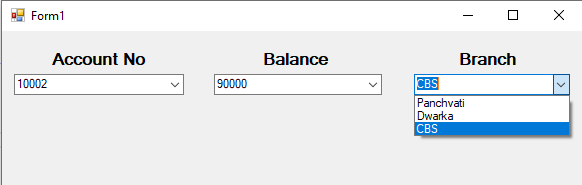 Form1
Account No Balance Branch
10002 90000 CBS
Panchvati
Dwarka
CBS